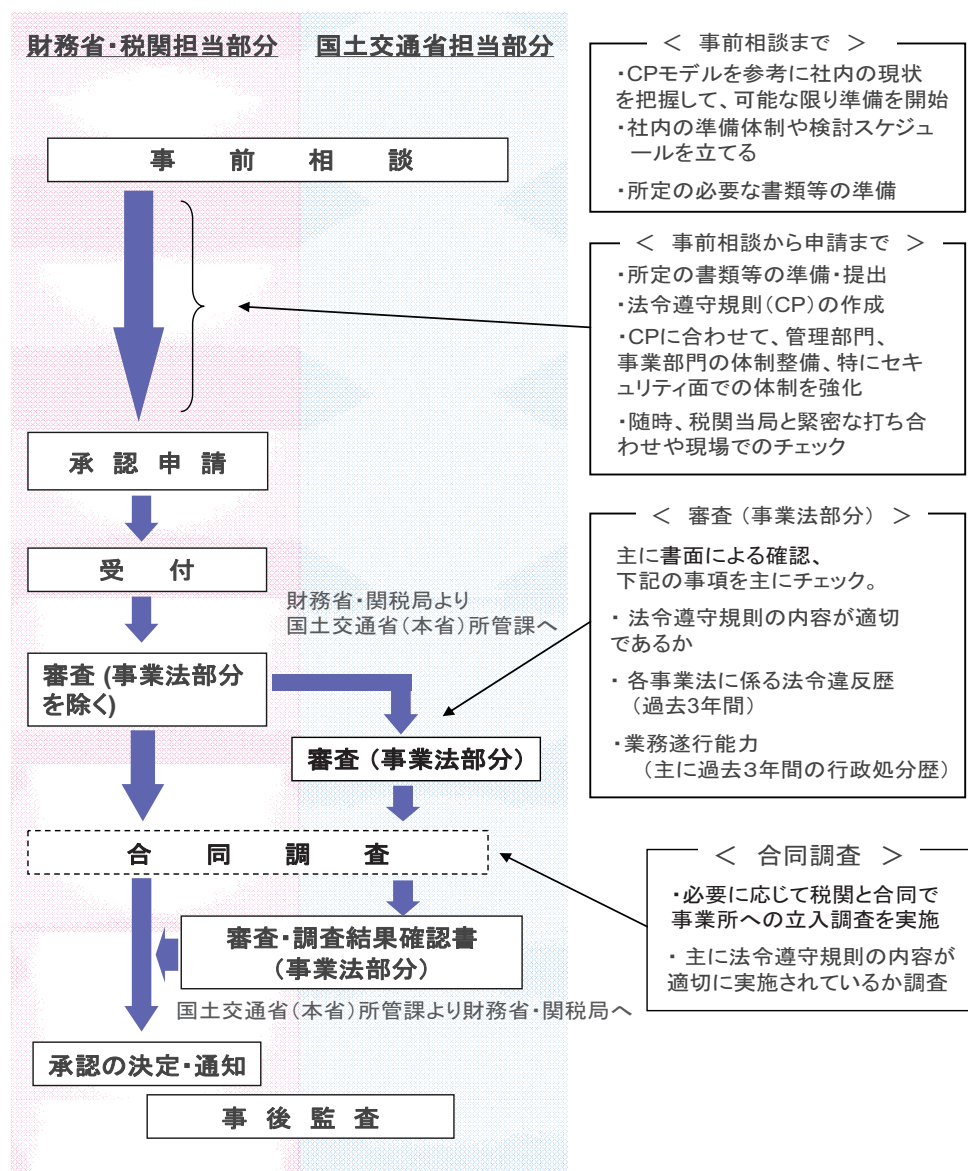 財務省・税関担当部分
国土交通省担当部分
事前相談
承認申請
受付
財務省・関税局より
国土交通省(本省)所管課へ
審査 (事業法部分
を除く)
審査(事業法部分)
合同調査
審査・調査結果確認書
(事業法部分)
国土交通省(本省)所管課より財務省・関税局へ
承認の決定・通知
事後監査
< 事前相談まで >
・CPモデルを参考に社内の現状
を把握して、可能な限り準備を開始
・社内の準備体制や検討スケジュ
ールを立てる
・所定の必要な書類等の準備
< 事前相談から申請まで >
・所定の書類等の準備・提出
・法令遵守規則(CP)の作成
・CPに合わせて、管理部門、
事業部門の体制整備、特にセキ
ュリティ面での体制を強化
・随時、税関当局と緊密な打ち合
わせや現場でのチェック
< 審査(事業法部分) >
主に書面による確認、
下記の事項を主にチェック。
・ 法令遵守規則の内容が適切
であるか
・ 各事業法に係る法令違反歴
(過去3年間)
・業務遂行能力
(主に過去3年間の行政処分歴)
< 合同調査 >
・必要に応じて税関と合同で
事業所への立入調査を実施
・ 主に法令遵守規則の内容が
適切に実施されているか調査